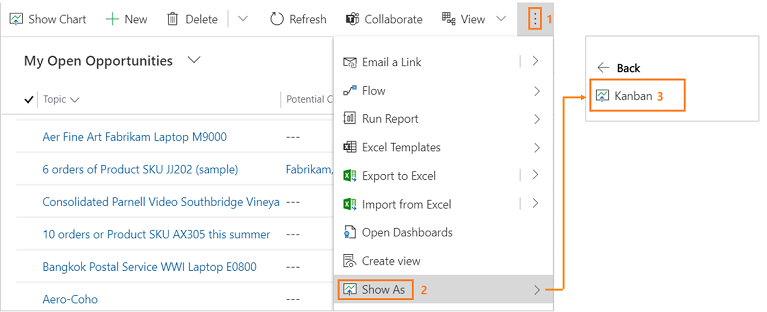 Show Chart New Delete Refresh Collaborate View 1
My Open Opportunities
Topic Potential C
Aer Fine Art Fabrikam Laptop M9000 ---
6 orders of Product SKU JJ202 (sample) Fabrikam,
Consolidated Parnell Video Southbridge Vineya ---
10 orders or Product SKU AX305 this summer ---
Bangkok Postal Service WWI Laptop E0800 ---
Aero-Coho ---
Email a Link
Flow
Run Report
Excel Templates
Export to Excel
Import from Excel
Open Dashboards
Create view
Show As 2
Back
Kanban 3